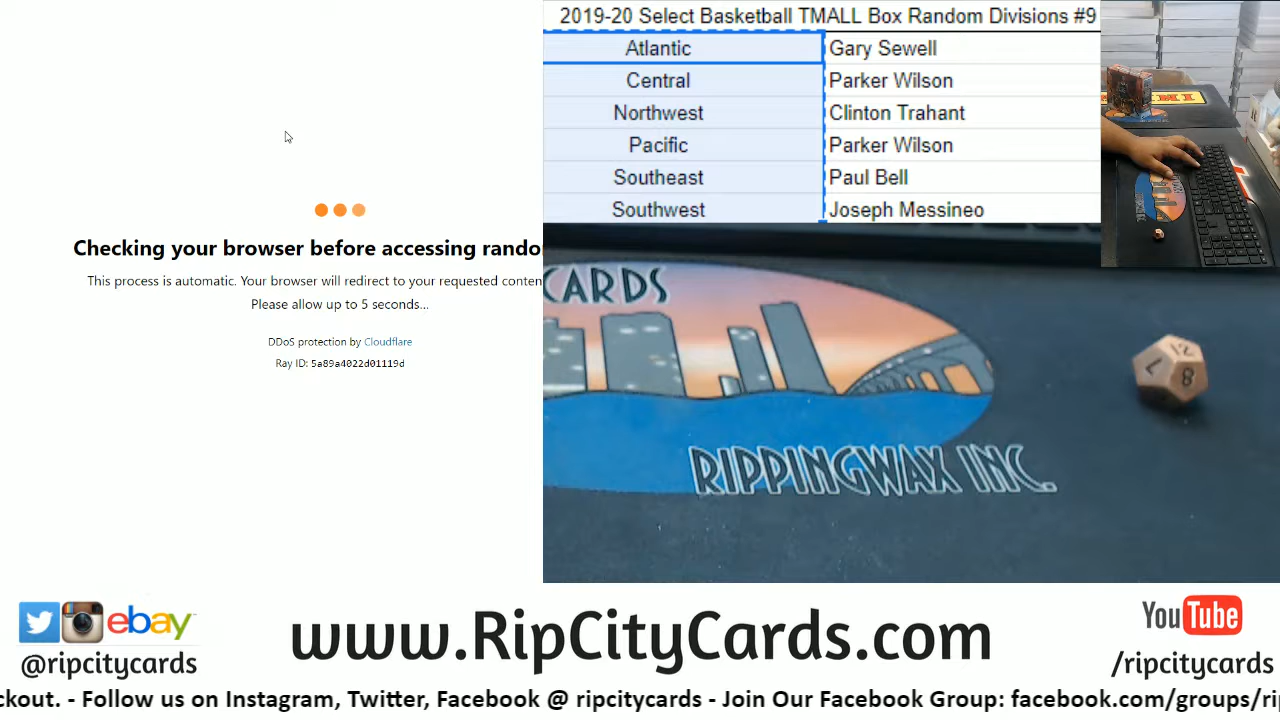 2019-20 Select Basketball TMALL Box Random Divisions #9
Atlantic Gary Sewell
Central Parker Wilson
Northwest Clinton Trahant
Pacific Parker Wilson
Southeast Paul Bell
Southwest Joseph Messineo
Checking your browser before accessing rando
This process is automatic. Your browser will redirect to your requested conten
Please allow up to 5 seconds...
DDoS protection by Cloudflare
Ray ID: 5a89a4022d01119d
CARDS
RIPPINGWAX INC.
12
8
ebay
@ripcitycards
www.RipCityCards.com
YouTube
/ripcitycards
ckout. - Follow us on Instagram, Twitter, Facebook @ ripcitycards - Join Our Facebook Group: facebook.com/groups/ri